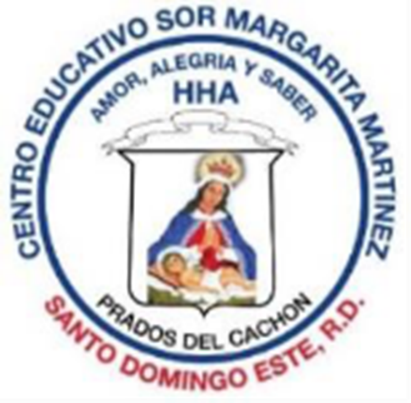 CENTRO EDUCATIVO SOR MARGARITA MARTINEZ
AMOR, ALEGRIA Y SABER
HHA
PRADOS DEL CACHON
SANTO DOMINGO ESTE, R.D.